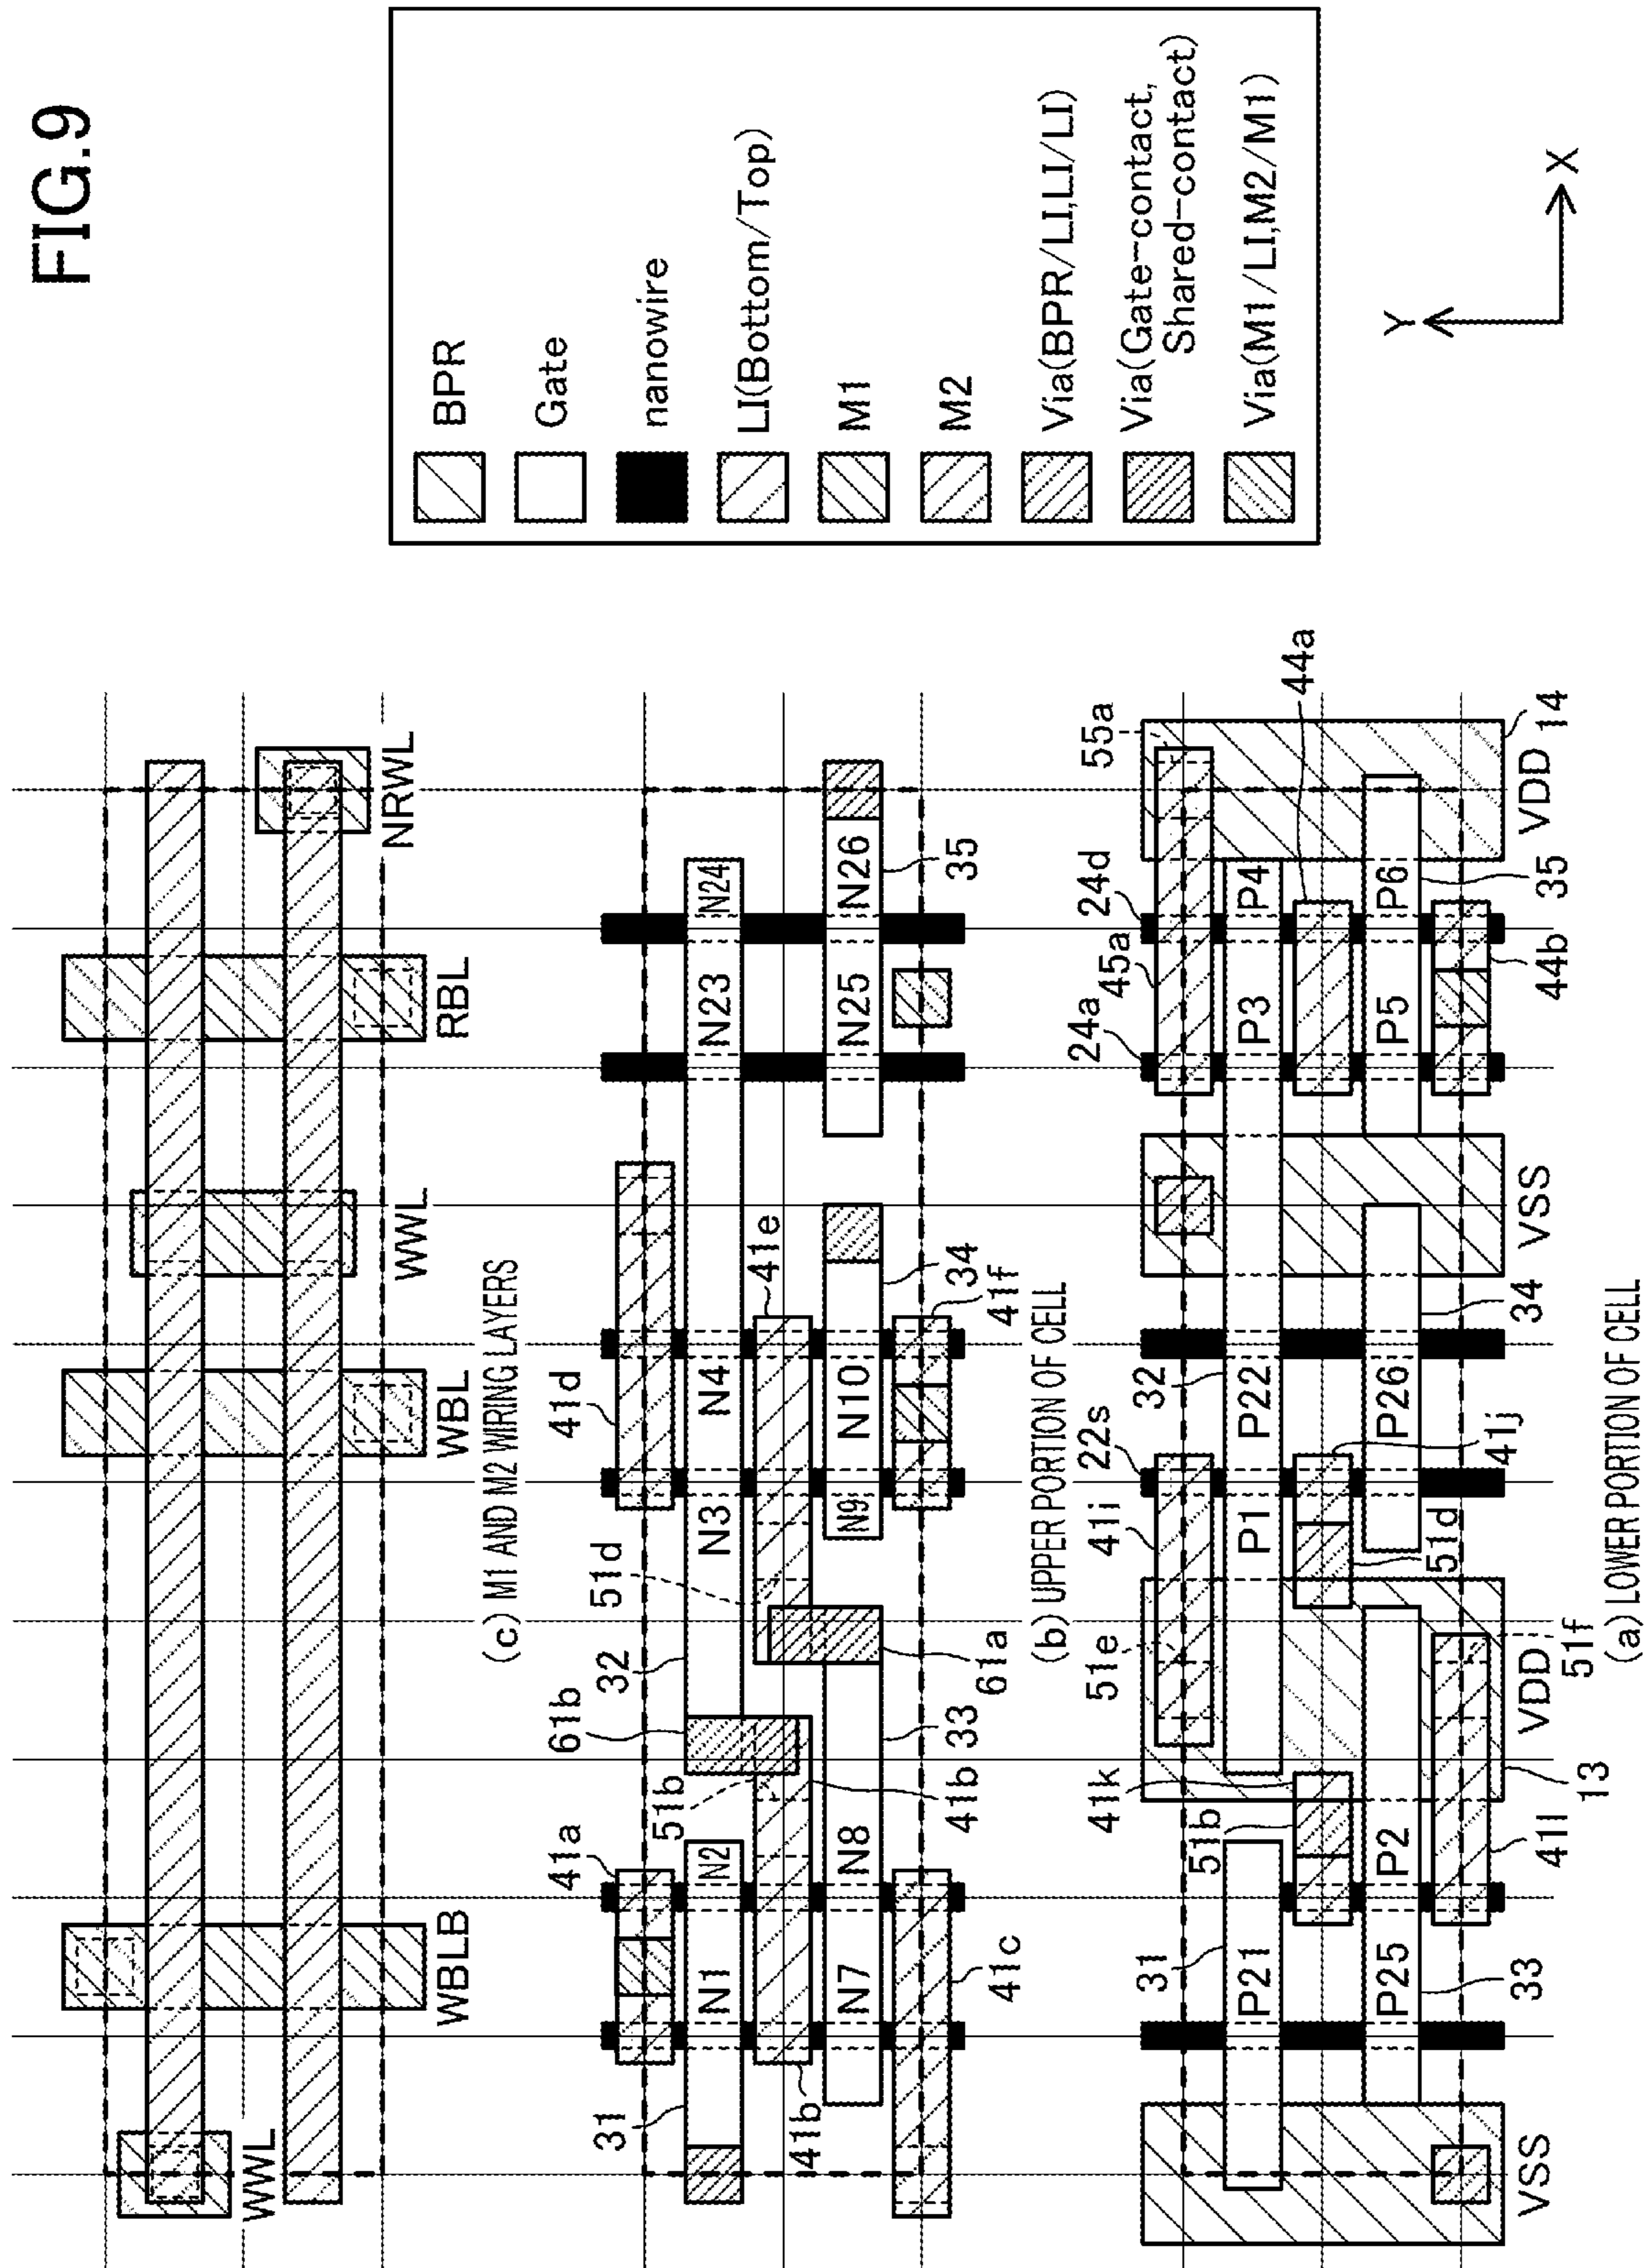 FIG.9
BPR
Gate
nanowire
LI(Bottom/Top)
M1
M2
Via(BPR/LI,LI/LI)
Via(Gate-contact,
Shared-contact)
Via(M1/LI,M2/M1)
Y
X
WWL
WBLB
WBL
WWL
RBL
NRWL
(c) M1 AND M2 WIRING LAYERS
41a
61b
32
51d
41d
31
N1
N2
51b
N3
N4
N23
N24
41e
41b
N7
N8
N9
N10
N25
N26
41b
41c
33
61a
34
41f
35
(b) UPPER PORTION OF CELL
31
51b
41k
51e
41i
22s
32
24a
45a
24d
55a
44a
P21
P1
P22
P3
P4
P25
P2
P26
P5
P6
33
41l
13
51f
51d
41j
34
44b
35
14
VSS
VDD
VSS
VDD
(a) LOWER PORTION OF CELL